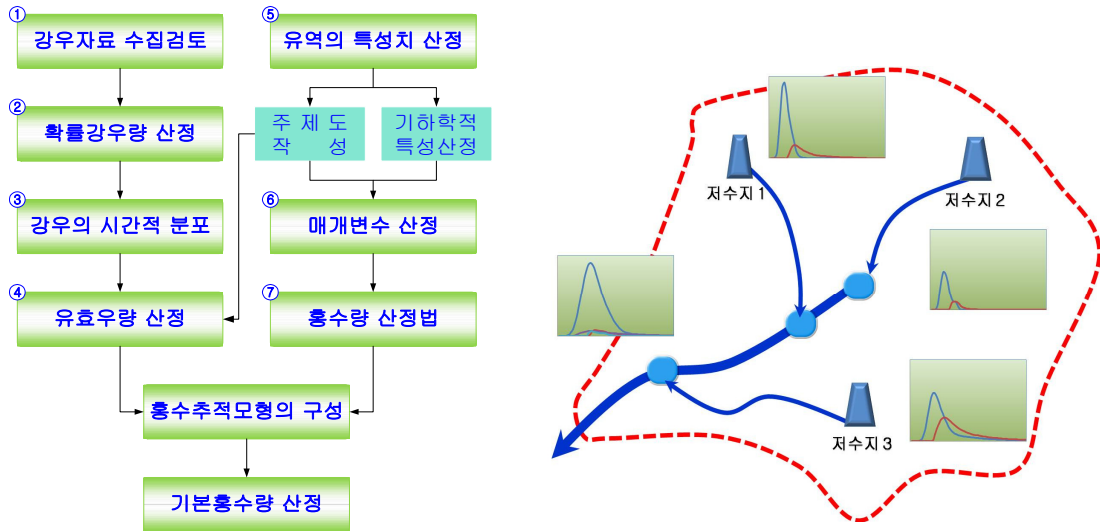 ①
강우자료 수집검토
②
확률강우량 산정
③
강우의 시간적 분포
④
유효우량 산정
⑤
유역의 특성치 산정
주 제 도
작 성
기하학적
특성산정
⑥
매개변수 산정
⑦
홍수량 산정법
홍수추적모형의 구성
기본홍수량 산정
저수지 1
저수지 2
저수지 3